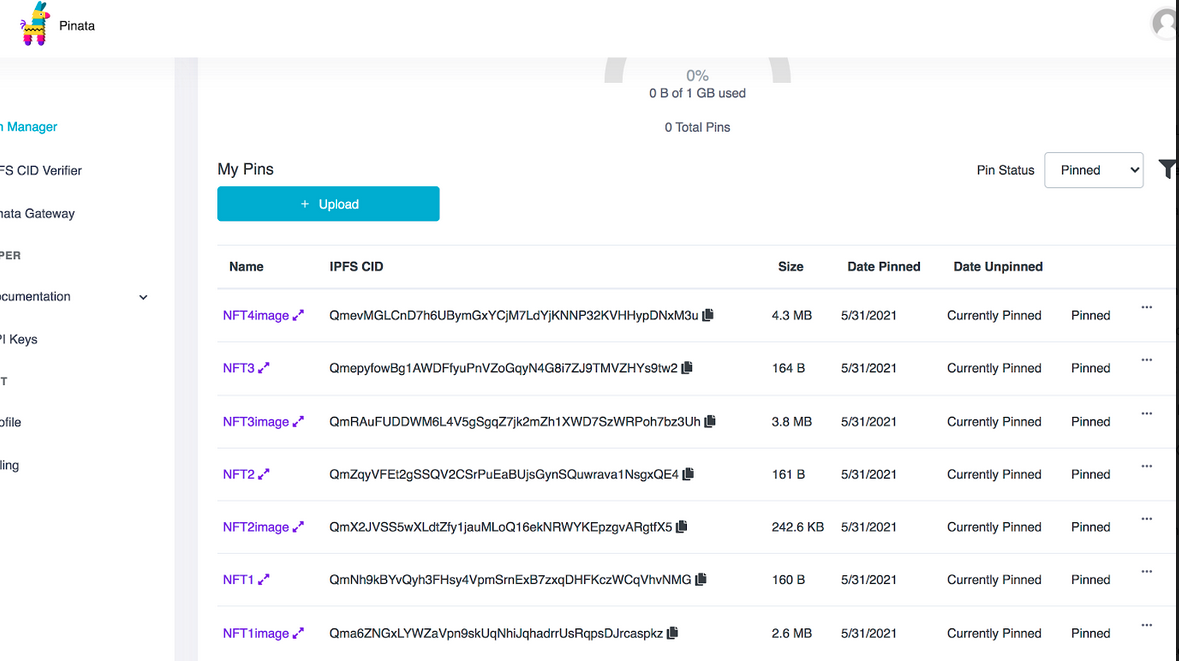 Pinata
0%
0 B of 1 GB used
0 Total Pins
n Manager
FS CID Verifier
nata Gateway
PER
ocumentation
PI Keys
T
ofile
ling
My Pins
Pin Status Pinned
+ Upload
Name IPFS CID Size Date Pinned Date Unpinned
NFT4image QmevMGLCnD7h6UBymGxYCjM7LdYjKNNP32KVHHypDNxM3u 4.3 MB 5/31/2021 Currently Pinned Pinned ...
NFT3 QmepyfowBg1AWDFfyuPnVZoGqyN4G8i7ZJ9TMVZHYs9tw2 164 B 5/31/2021 Currently Pinned Pinned ...
NFT3image QmRAuFUDDWM6L4V5gSgqZ7jk2mZh1XWD7SzWRPoh7bz3Uh 3.8 MB 5/31/2021 Currently Pinned Pinned ...
NFT2 QmZqyVFEt2gSSQV2CSrPuEaBUjsGynSQuwrava1NsgxQE4 161 B 5/31/2021 Currently Pinned Pinned ...
NFT2image QmX2JVSS5wXLdtZfy1jauMLoQ16ekNRWYKEpzgvARgtfX5 242.6 KB 5/31/2021 Currently Pinned Pinned ...
NFT1 QmNh9kBYvQyh3FHsy4VpmSrnExB7zxqDHFKczWCqVhvNMG 160 B 5/31/2021 Currently Pinned Pinned ...
NFT1image Qma6ZNGxLYWZaVpn9skUqNhiJqhadrrUsRqpsDJrcaspkz 2.6 MB 5/31/2021 Currently Pinned Pinned ...